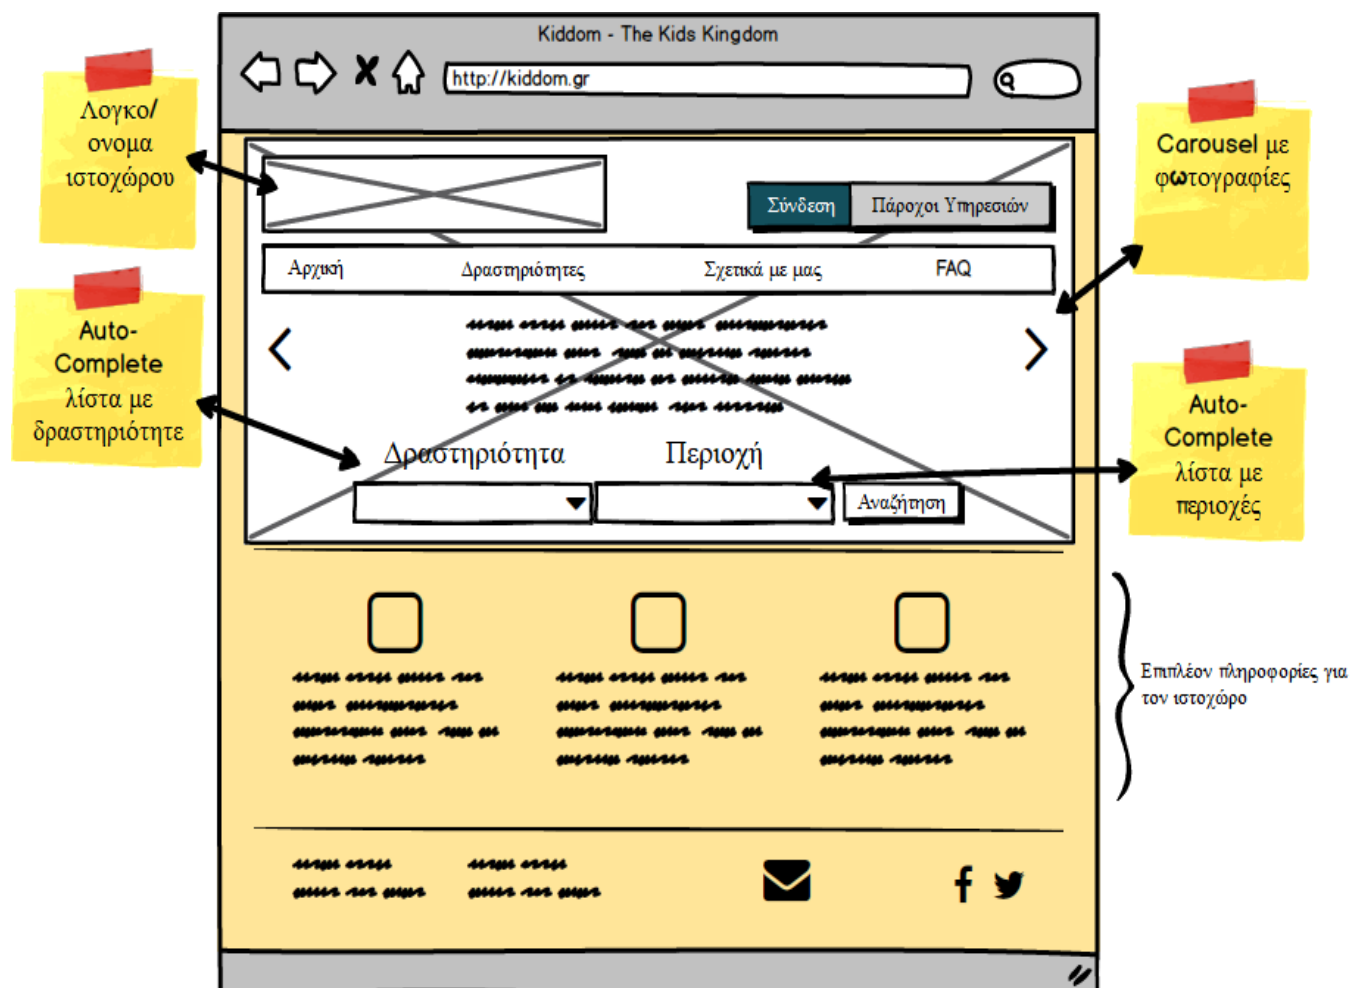 Kiddom - The Kids Kingdom
http://kiddom.gr
Λογκο/
ονομα
ιστοχώρου
Carousel με
φωτογραφίες
Σύνδεση
Πάροχοι Υπηρεσιών
Αρχική
Δραστηριότητες
Σχετικά με μας
FAQ
Auto-
Complete
λίστα με
δραστηριότητε
Auto-
Complete
λίστα με
περιοχές
Δραστηριότητα
Περιοχή
Αναζήτηση
Επιπλέον πληροφορίες για
τον ιστοχώρο